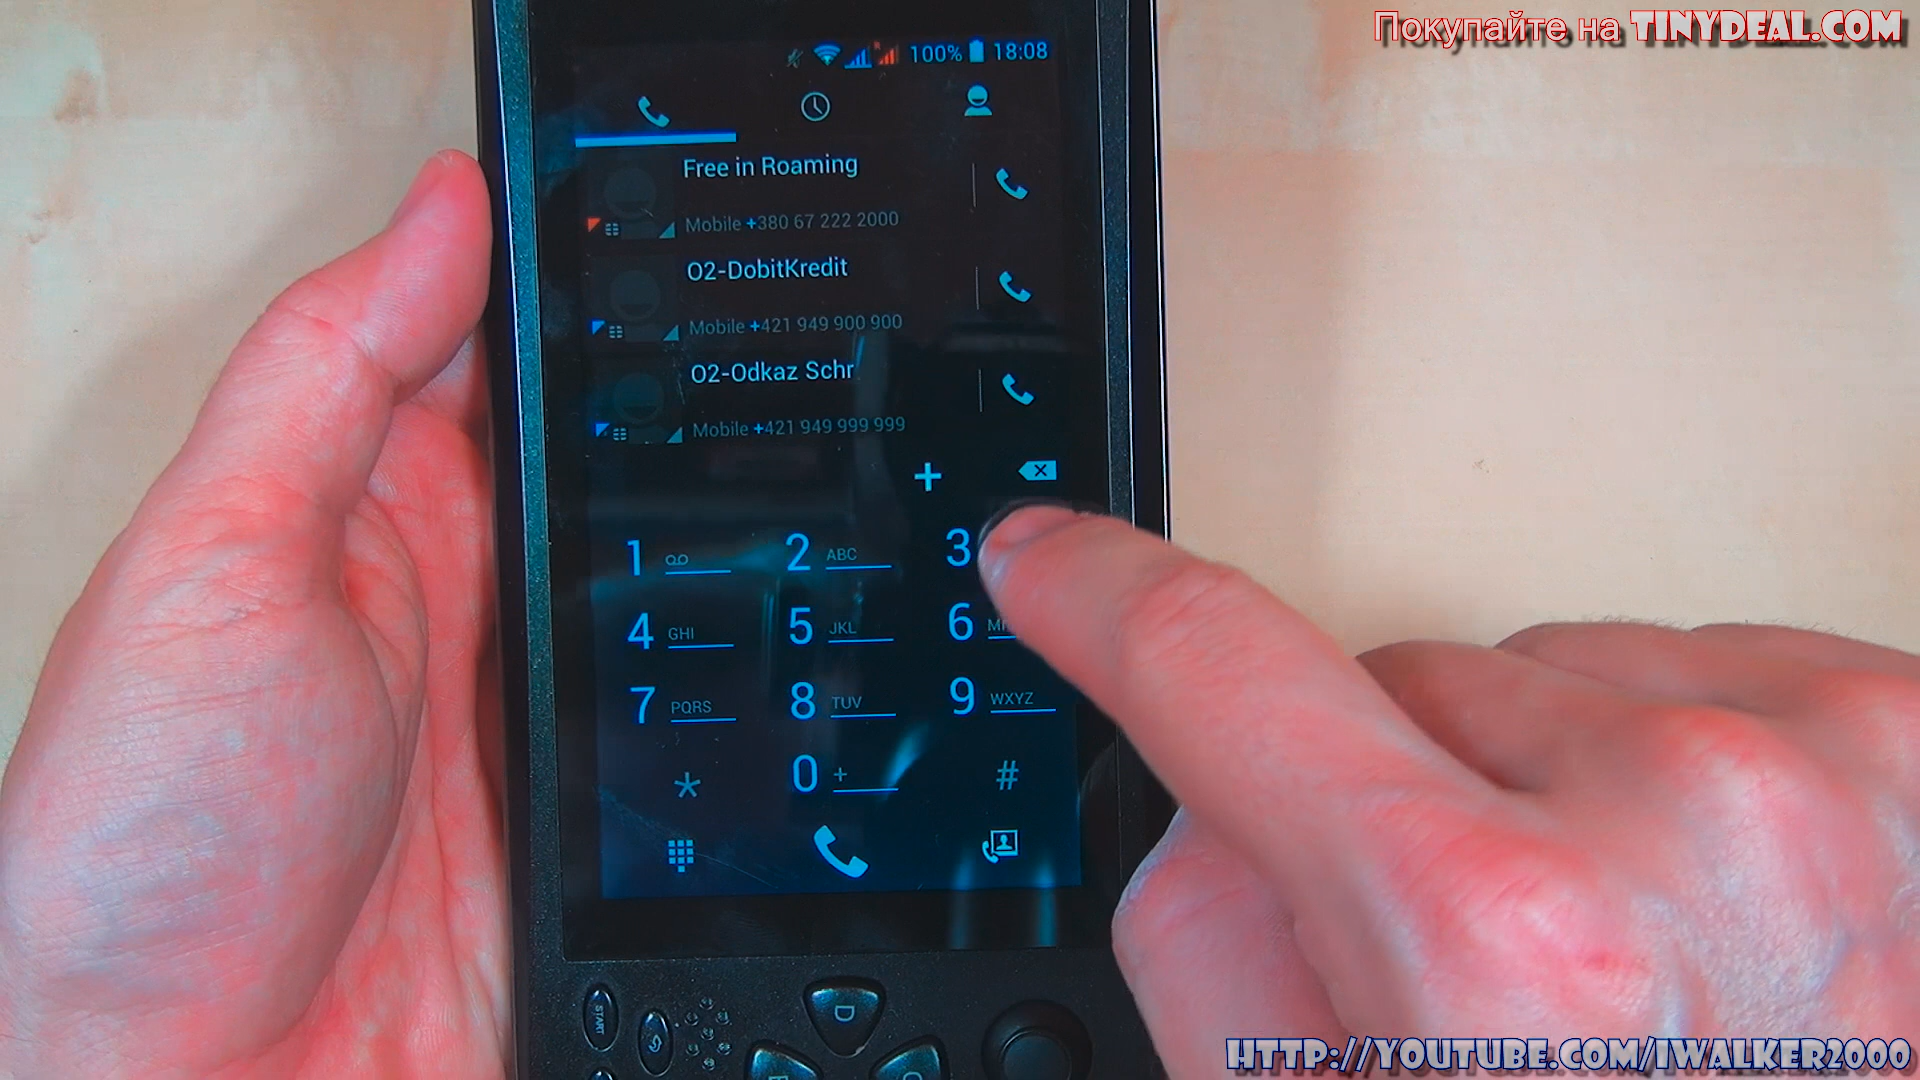 Покупайте на TINYDEAL.COM
100% 18:08
Free in Roaming
Mobile +380 67 222 2000
O2-DobitKredit
Mobile +421 949 900 900
O2-Odkaz Schr
Mobile +421 949 999 999
+
1 2 ABC 3
4 GHI 5 JKL 6
7 PQRS 8 TUV 9 WXYZ
* 0 + #
START
D
HTTP://YOUTUBE.COM/IWALKER2000